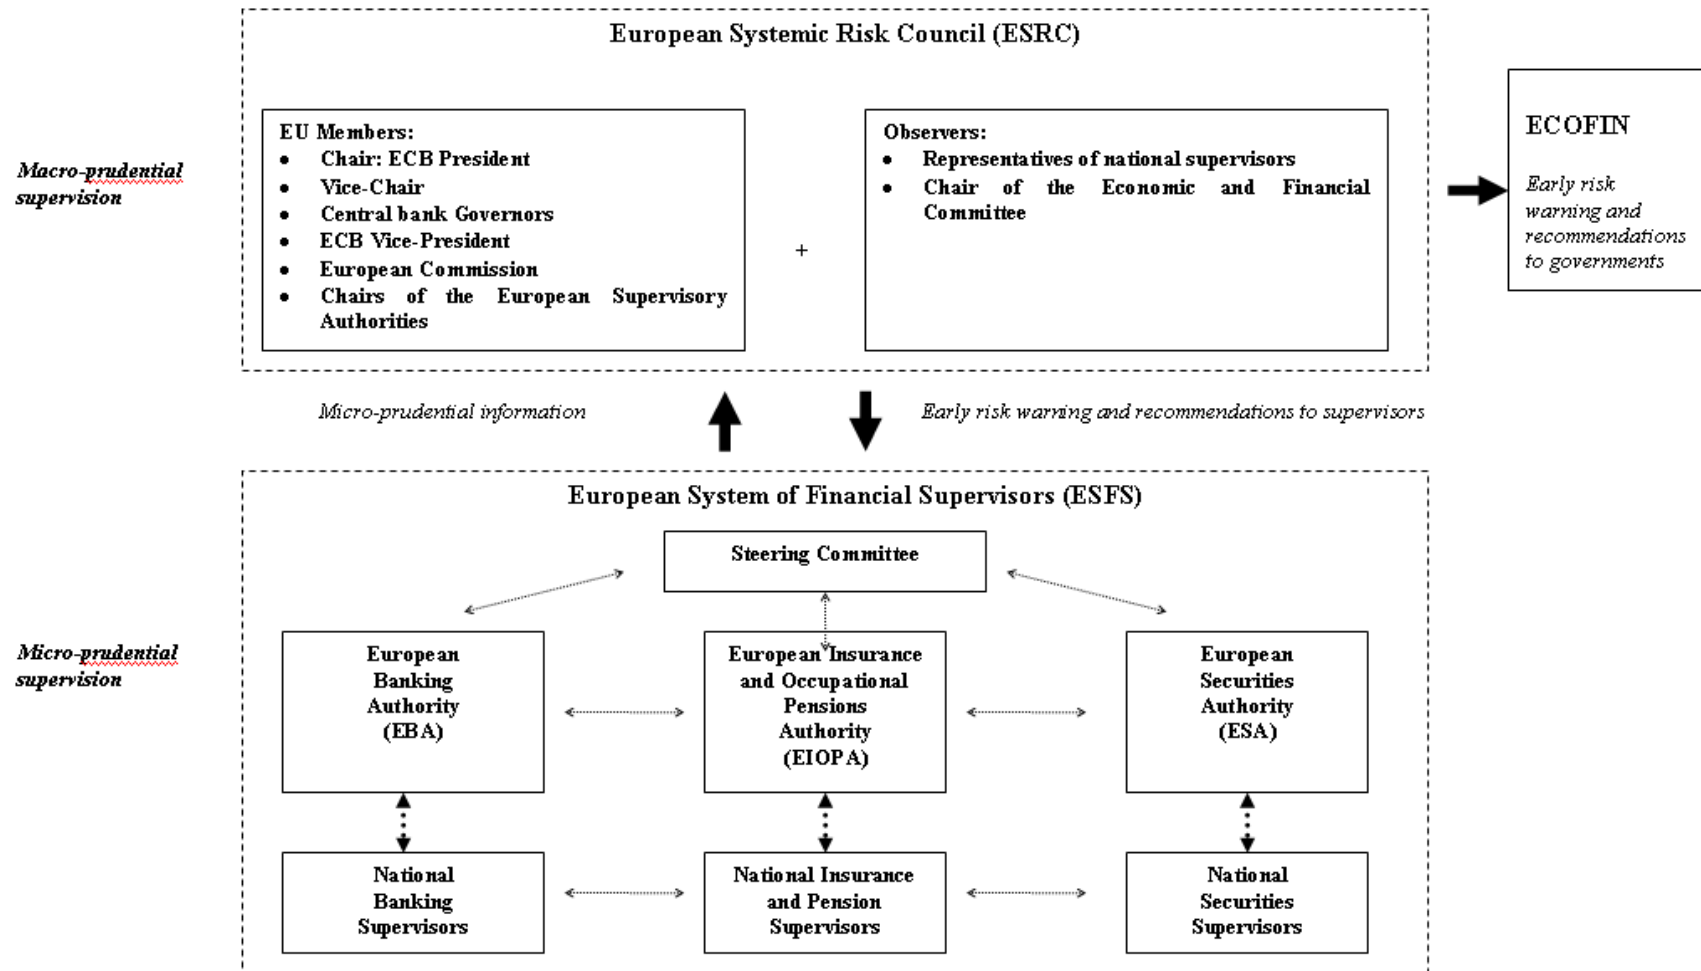 European Systemic Risk Council (ESRC)
Macro-prudential
supervision
EU Members:
• Chair: ECB President
• Vice-Chair
• Central bank Governors
• ECB Vice-President
• European Commission
• Chairs of the European Supervisory
Authorities
+
Observers:
• Representatives of national supervisors
• Chair of the Economic and Financial
Committee
ECOFIN
Early risk
warning and
recommendations
to governments
Micro-prudential information
Early risk warning and recommendations to supervisors
European System of Financial Supervisors (ESFS)
Steering Committee
Micro-prudential
supervision
European
Banking
Authority
(EBA)
European Insurance
and Occupational
Pensions
Authority
(EIOPA)
European
Securities
Authority
(ESA)
National
Banking
Supervisors
National Insurance
and Pension
Supervisors
National
Securities
Supervisors